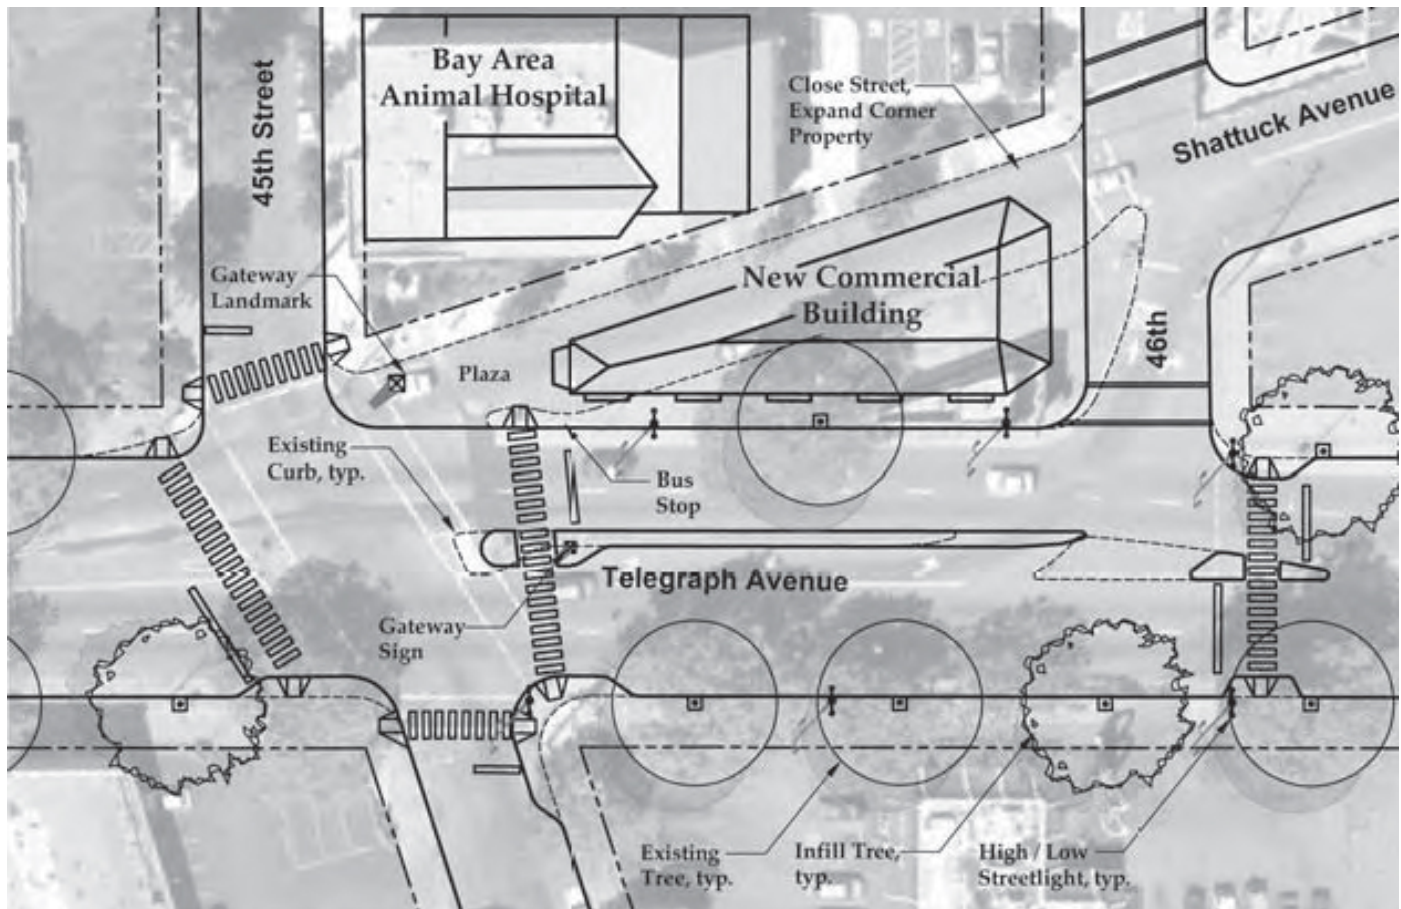 Bay Area
Animal Hospital
45th Street
Close Street,
Expand Corner
Property
Shattuck Avenue
Gateway
Landmark
New Commercial
Building
46th
Plaza
Existing
Curb, typ.
Bus
Stop
Telegraph Avenue
Gateway
Sign
Existing
Tree, typ.
Infill Tree,
typ.
High / Low
Streetlight, typ.